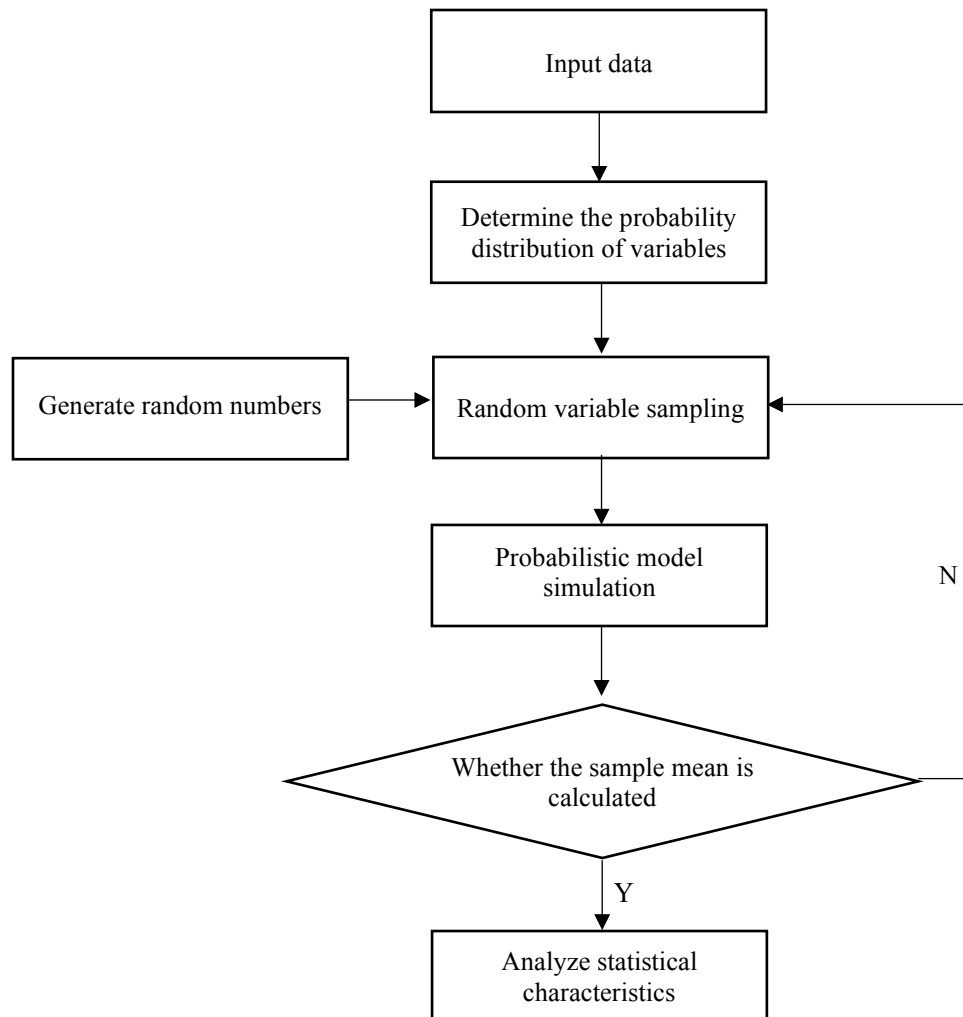 Input data
Determine the probability
distribution of variables
Generate random numbers
Random variable sampling
Probabilistic model
simulation
N
Whether the sample mean is
calculated
Y
Analyze statistical
characteristics